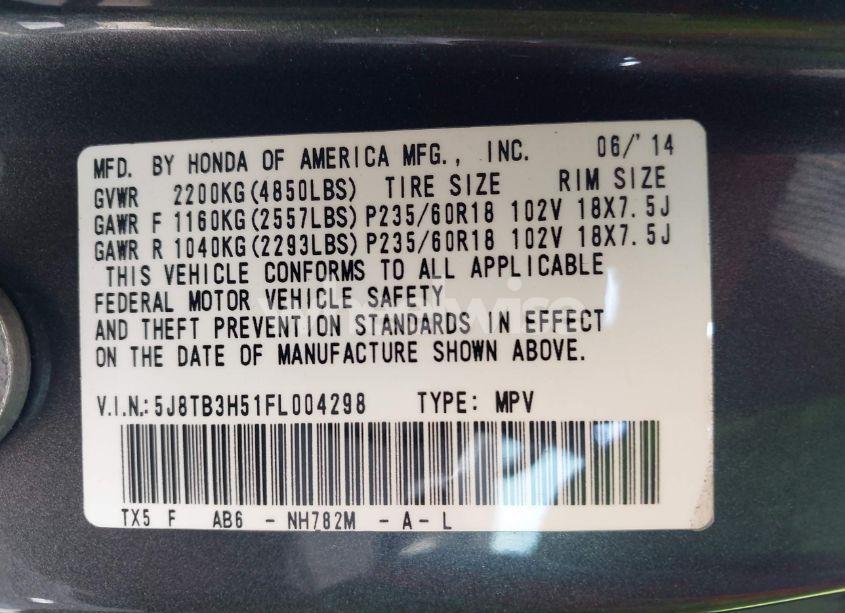 MFD. BY HONDA OF AMERICA MFG., INC. 06/'14
GVWR 2200KG(4850LBS) TIRE SIZE RIM SIZE
GAWR F 1160KG(2557LBS) P235/60R18 102V 18X7.5J
GAWR R 1040KG(2293LBS) P235/60R18 102V 18X7.5J
THIS VEHICLE CONFORMS TO ALL APPLICABLE
FEDERAL MOTOR VEHICLE SAFETY
AND THEFT PREVENTION STANDARDS IN EFFECT
ON THE DATE OF MANUFACTURE SHOWN ABOVE.
V.I.N.: 5J8TB3H51FL004298 TYPE: MPV
TX5 F AB6 - NH782M - A - L